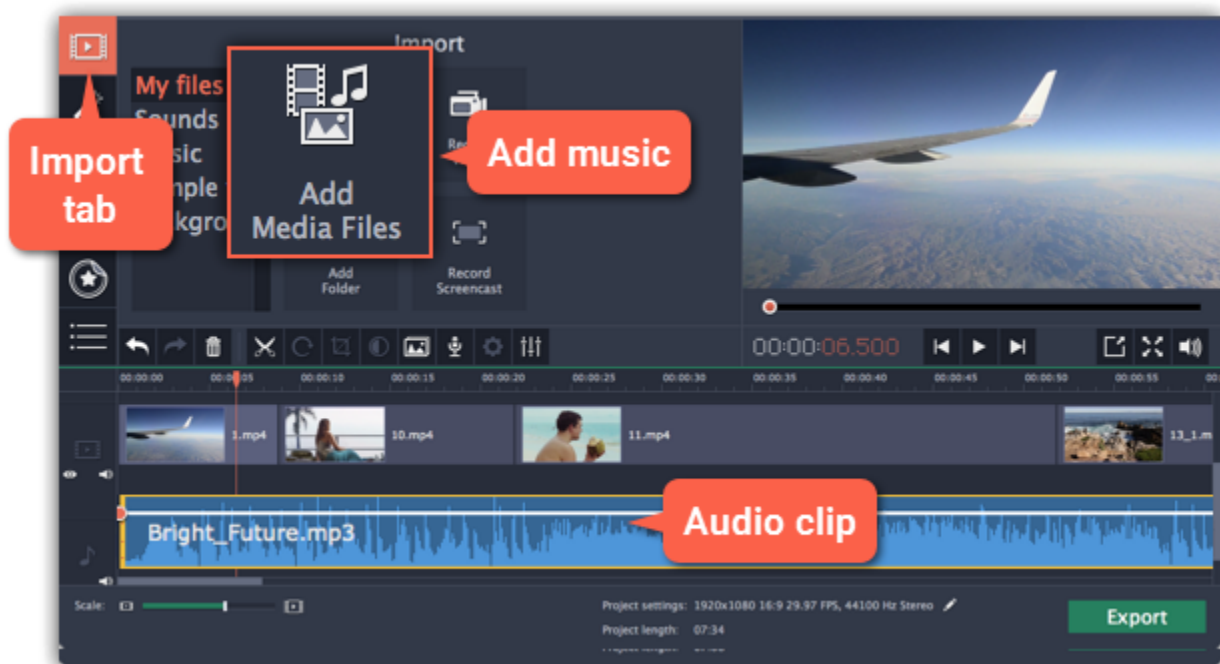 Import
My files
Sounds
Import
tab
Add
Media Files
Add music
Add
Folder
Record
Screencast
00:00:06.500
00:00:00
00:00:10
00:00:15
00:00:20
00:00:25
00:00:30
00:00:35
00:00:40
00:00:45
00:00:50
00:00:55
1.mp4
10.mp4
11.mp4
Bright_Future.mp3
Audio clip
Scale:
Project settings: 1920x1080 16:9 29.97 FPS, 44100 Hz Stereo
Project length: 07:34
Export